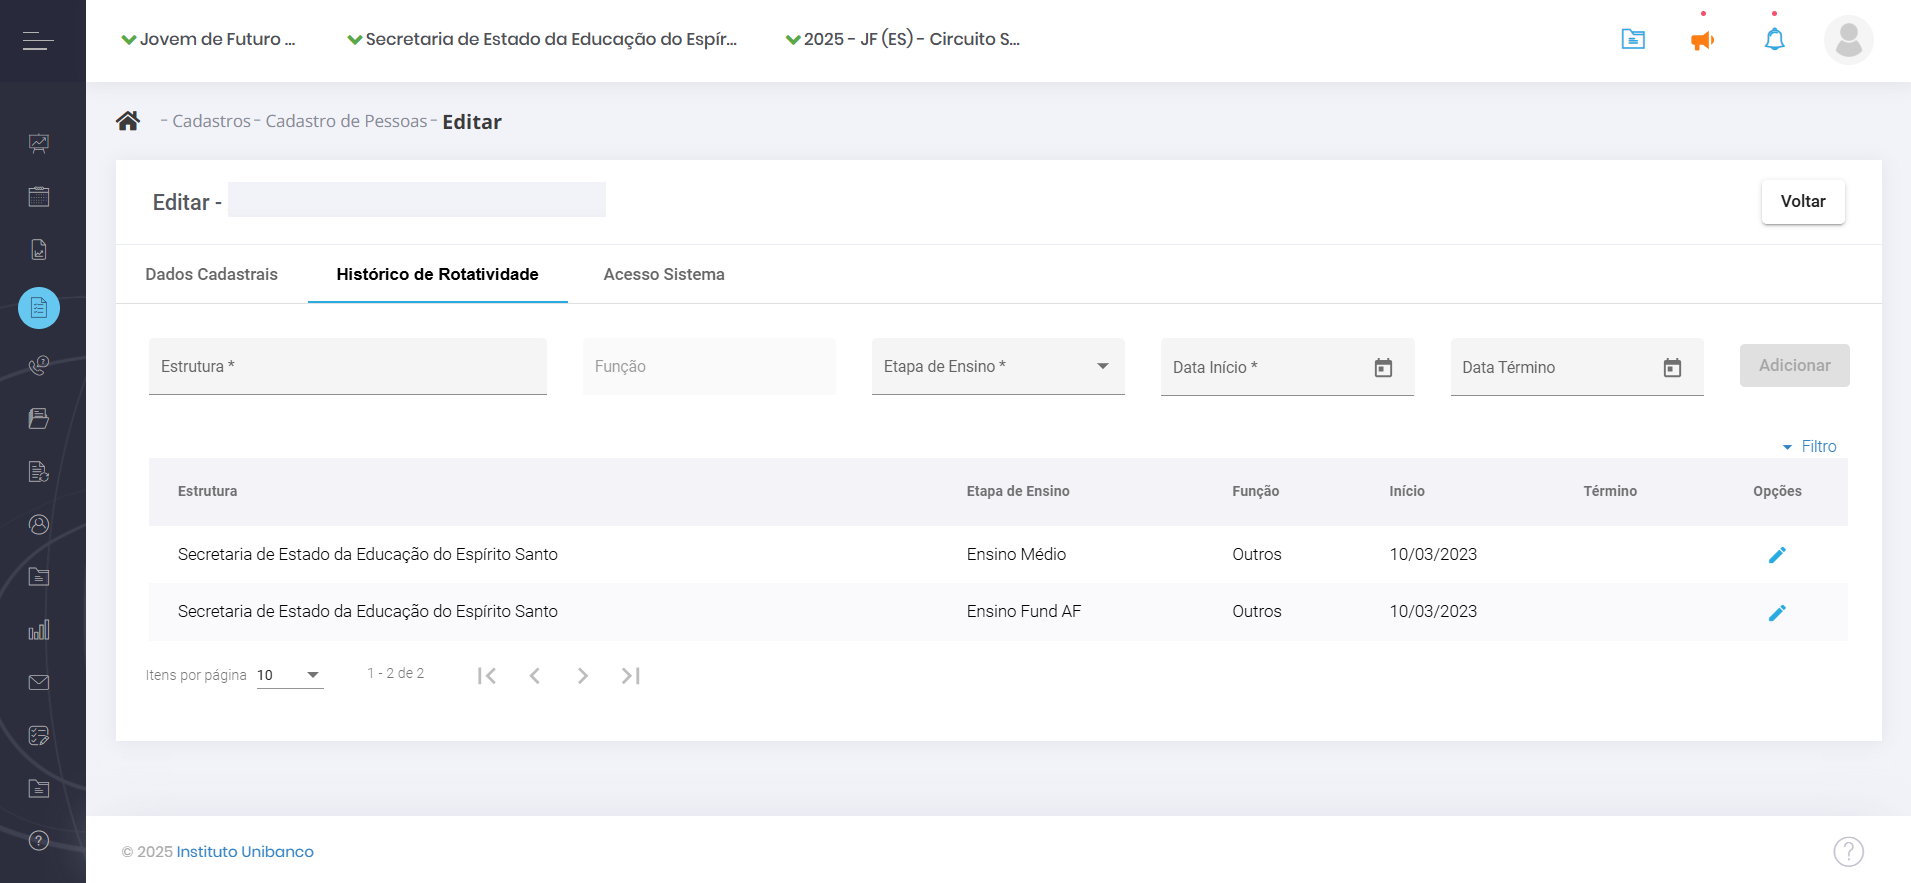 Jovem de Futuro ...
Secretaria de Estado da Educação do Espír...
2025 - JF (ES) - Circuito S...
- Cadastros - Cadastro de Pessoas - Editar
Editar -
Voltar
Dados Cadastrais
Histórico de Rotatividade
Acesso Sistema
Estrutura *
Função
Etapa de Ensino *
Data Início *
Data Término
Adicionar
Filtro
Estrutura Etapa de Ensino Função Início Término Opções
Secretaria de Estado da Educação do Espírito Santo Ensino Médio Outros 10/03/2023
Secretaria de Estado da Educação do Espírito Santo Ensino Fund AF Outros 10/03/2023
Itens por página 10 1 - 2 de 2
© 2025 Instituto Unibanco